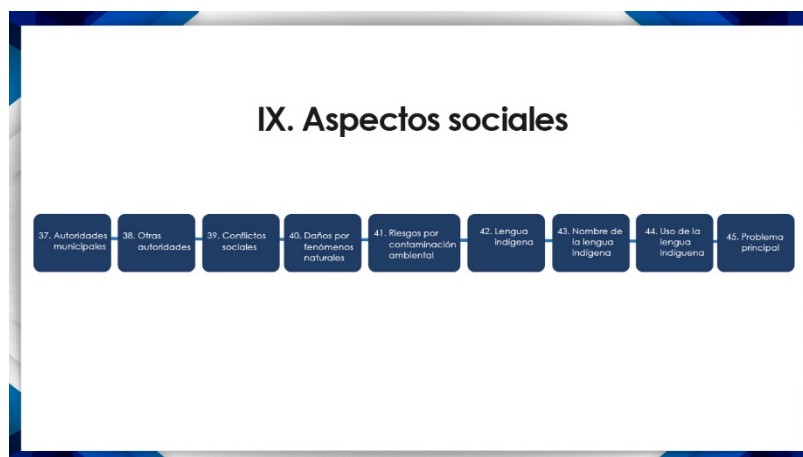 IX. Aspectos sociales
37. Autoridades
municipales
38. Otras
autoridades
39. Conflictos
sociales
40. Daños por
fenómenos
naturales
41. Riesgos por
contaminación
ambiental
42. Lengua
indígena
43. Nombre de
la lengua
indígena
44. Uso de la
lengua
indíguena
45. Problema
principal